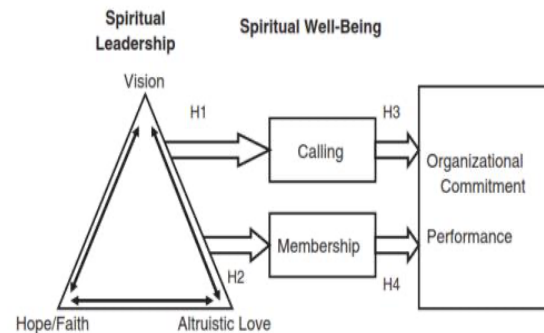 Spiritual
Leadership
Spiritual Well-Being
Vision
H1
H3
Calling
Organizational
Commitment
Membership
Performance
H2
H4
Hope/Faith
Altruistic Love